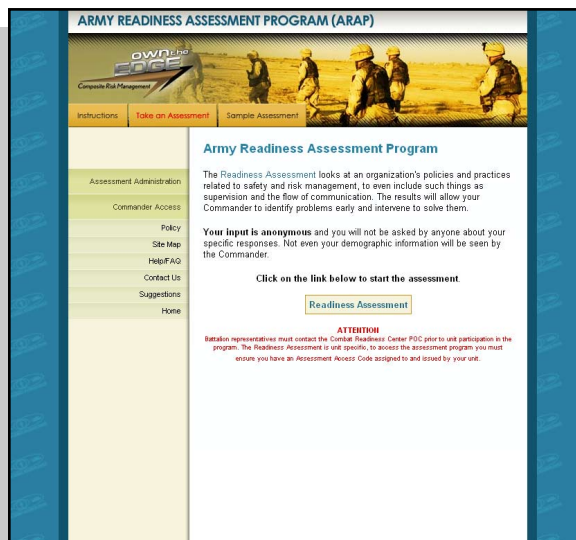 ARMY READINESS ASSESSMENT PROGRAM (ARAP)
OWN the
EDGE
Composite Risk Management
Instructions
Take an Assessment
Sample Assessment
Army Readiness Assessment Program
The Readiness Assessment looks at an organization's policies and practices
related to safety and risk management, to even include such things as
supervision and the flow of communication. The results will allow your
Commander to identify problems early and intervene to solve them.
Your input is anonymous and you will not be asked by anyone about your
specific responses. Not even your demographic information will be seen by
the Commander.
Click on the link below to start the assessment.
Readiness Assessment
ATTENTION
Battalion representatives must contact the Combat Readiness Center POC prior to unit participation in the
program. The Readiness Assessment is unit specific, to access the assessment program you must
ensure you have an Assessment Access Code assigned to and issued by your unit.
Assessment Administration
Commander Access
Policy
Site Map
Help/FAQ
Contact Us
Suggestions
Home